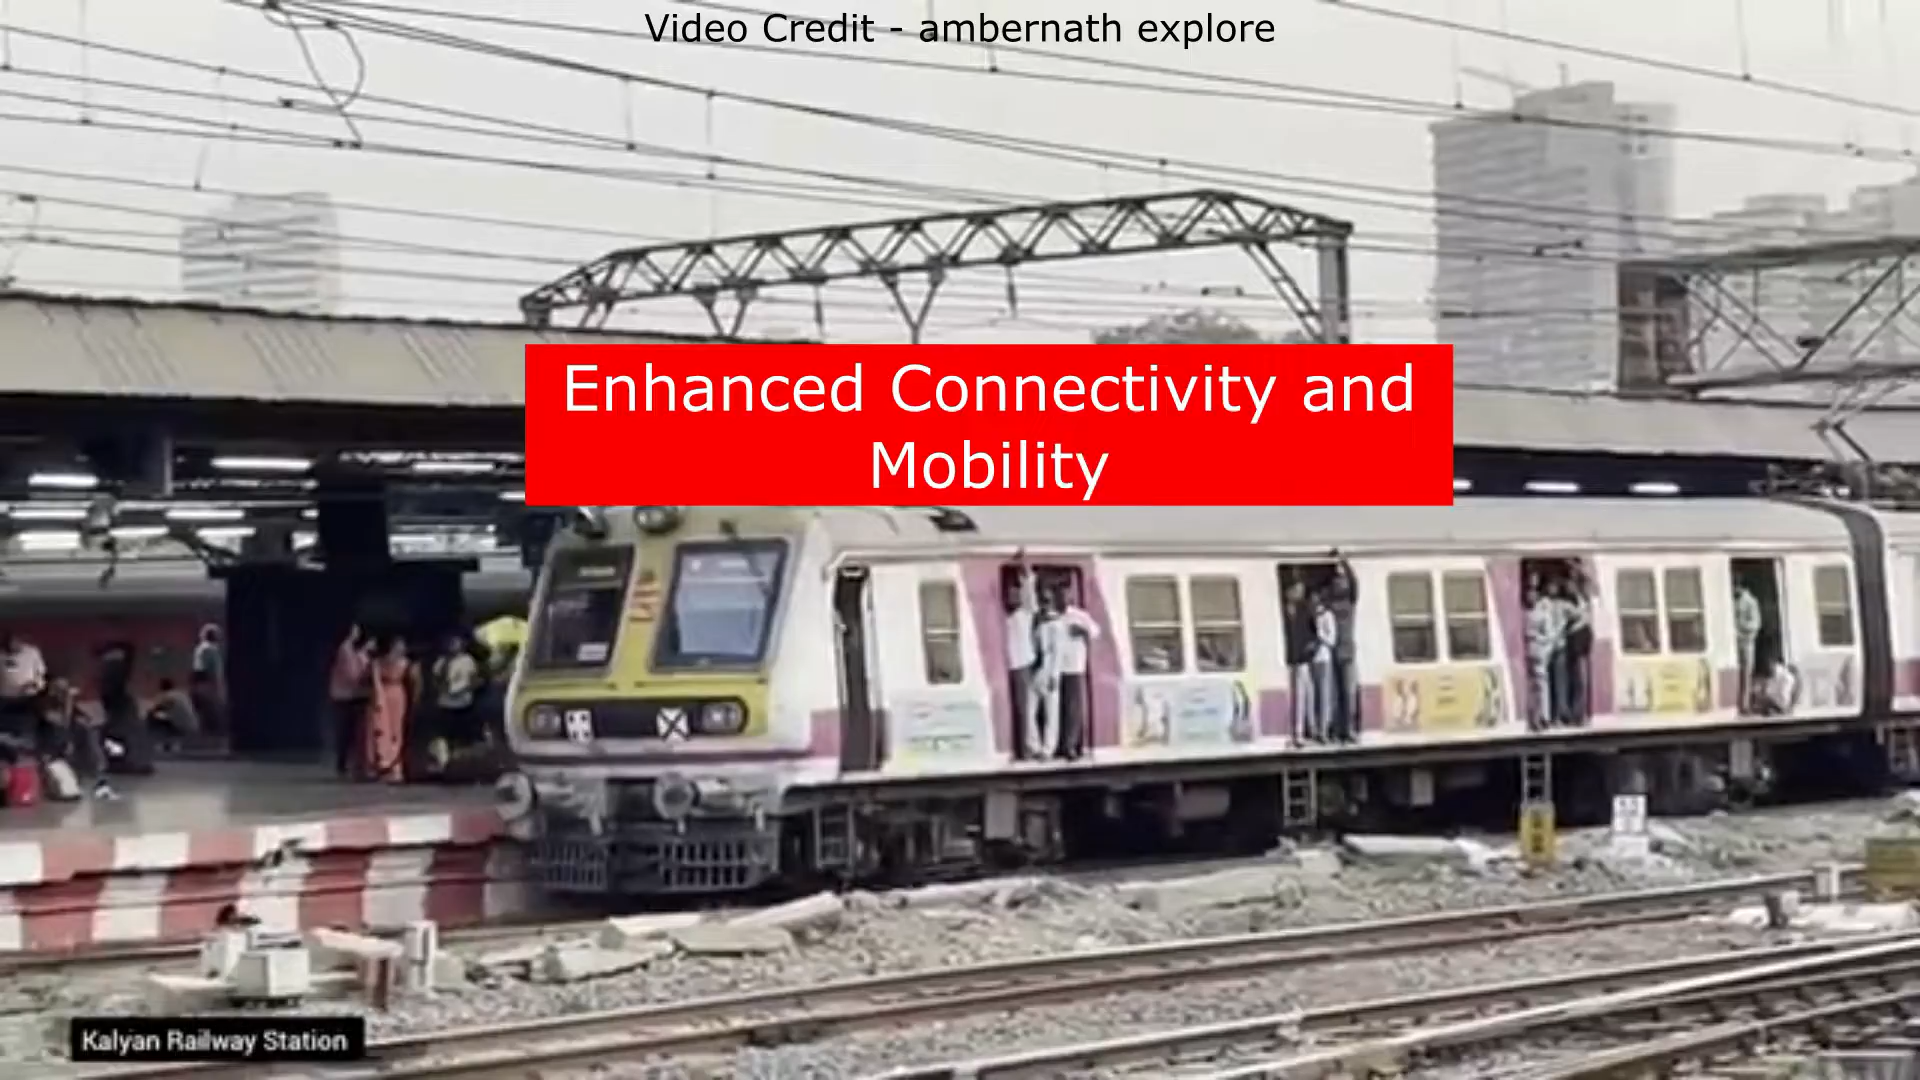 Video Credit - ambernath explore
Enhanced Connectivity and
Mobility
Kalyan Railway Station